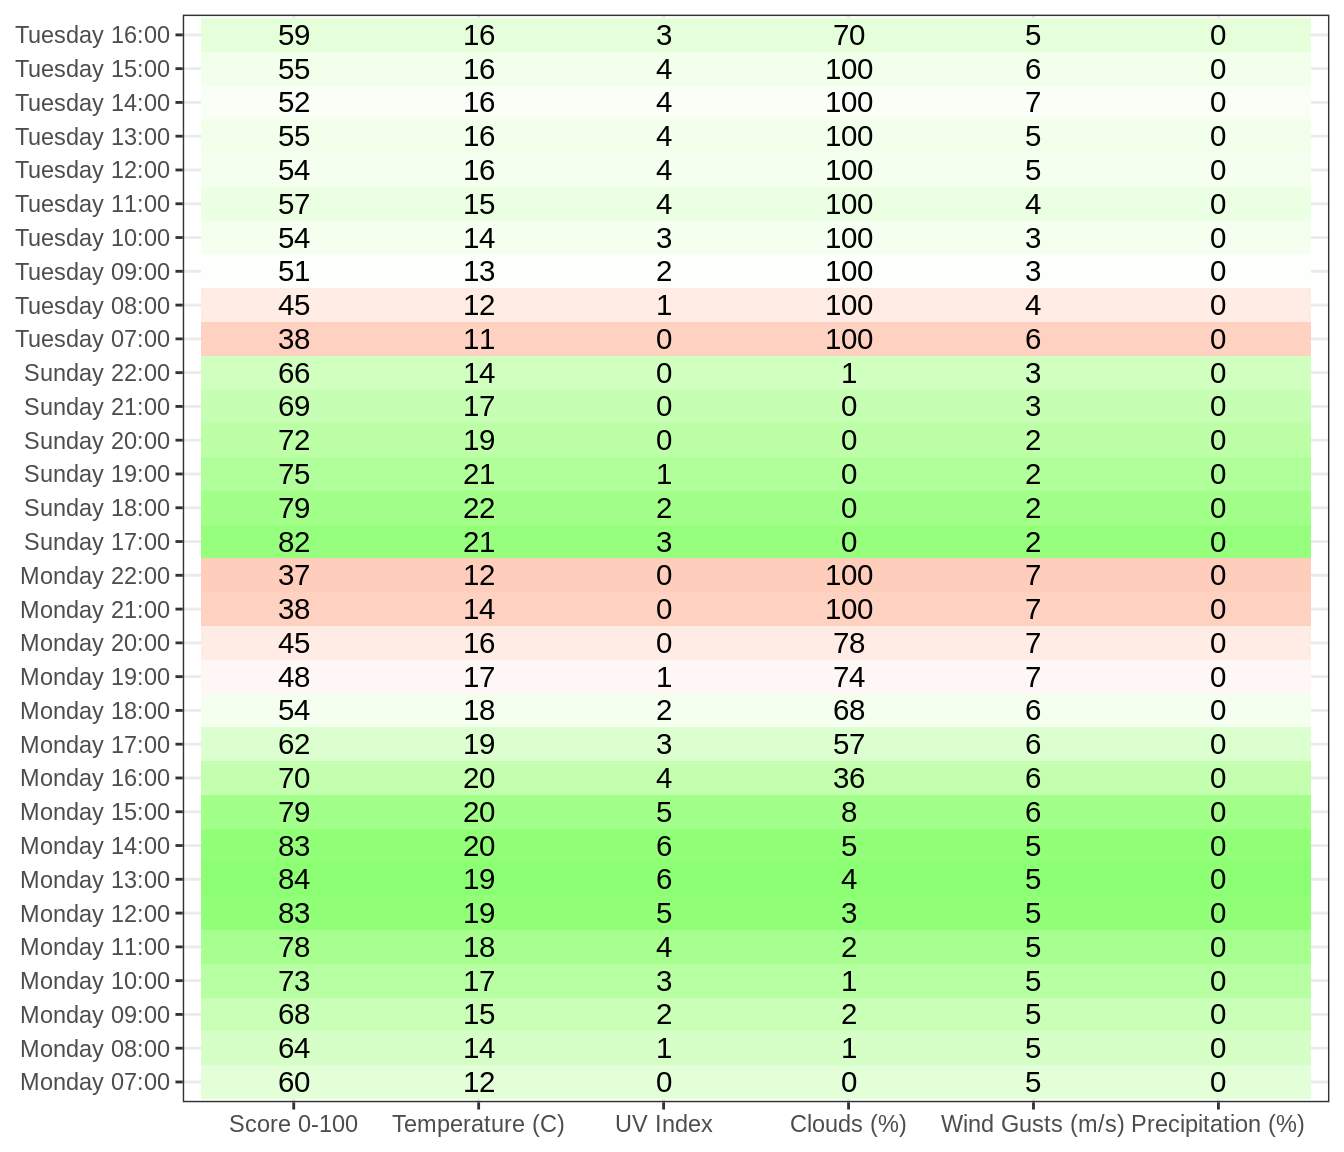 Tuesday 16:00 59 16 3 70 5 0
Tuesday 15:00 55 16 4 100 6 0
Tuesday 14:00 52 16 4 100 7 0
Tuesday 13:00 55 16 4 100 5 0
Tuesday 12:00 54 16 4 100 5 0
Tuesday 11:00 57 15 4 100 4 0
Tuesday 10:00 54 14 3 100 3 0
Tuesday 09:00 51 13 2 100 3 0
Tuesday 08:00 45 12 1 100 4 0
Tuesday 07:00 38 11 0 100 6 0
Sunday 22:00 66 14 0 1 3 0
Sunday 21:00 69 17 0 0 3 0
Sunday 20:00 72 19 0 0 2 0
Sunday 19:00 75 21 1 0 2 0
Sunday 18:00 79 22 2 0 2 0
Sunday 17:00 82 21 3 0 2 0
Monday 22:00 37 12 0 100 7 0
Monday 21:00 38 14 0 100 7 0
Monday 20:00 45 16 0 78 7 0
Monday 19:00 48 17 1 74 7 0
Monday 18:00 54 18 2 68 6 0
Monday 17:00 62 19 3 57 6 0
Monday 16:00 70 20 4 36 6 0
Monday 15:00 79 20 5 8 6 0
Monday 14:00 83 20 6 5 5 0
Monday 13:00 84 19 6 4 5 0
Monday 12:00 83 19 5 3 5 0
Monday 11:00 78 18 4 2 5 0
Monday 10:00 73 17 3 1 5 0
Monday 09:00 68 15 2 2 5 0
Monday 08:00 64 14 1 1 5 0
Monday 07:00 60 12 0 0 5 0
Score 0-100 Temperature (C) UV Index Clouds (%) Wind Gusts (m/s) Precipitation (%)